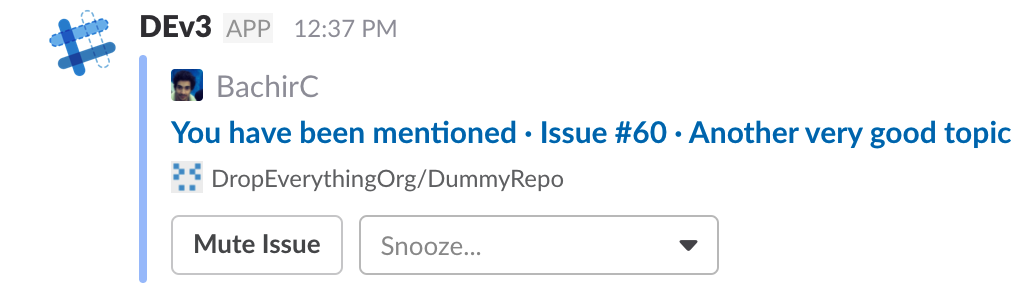 DEv3 APP 12:37 PM
BachirC
You have been mentioned · Issue #60 · Another very good topic
DropEverythingOrg/DummyRepo
Mute Issue Snooze...